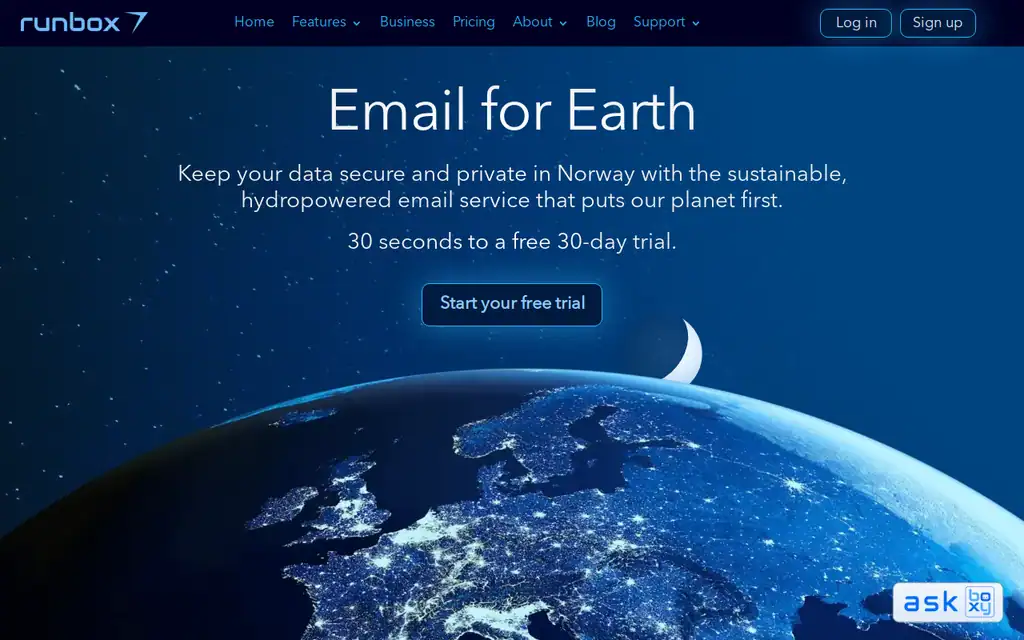 runbox 7
Home Features Business Pricing About Blog Support
Log in Sign up
Email for Earth
Keep your data secure and private in Norway with the sustainable,
hydropowered email service that puts our planet first.
30 seconds to a free 30-day trial.
Start your free trial
ask boxy